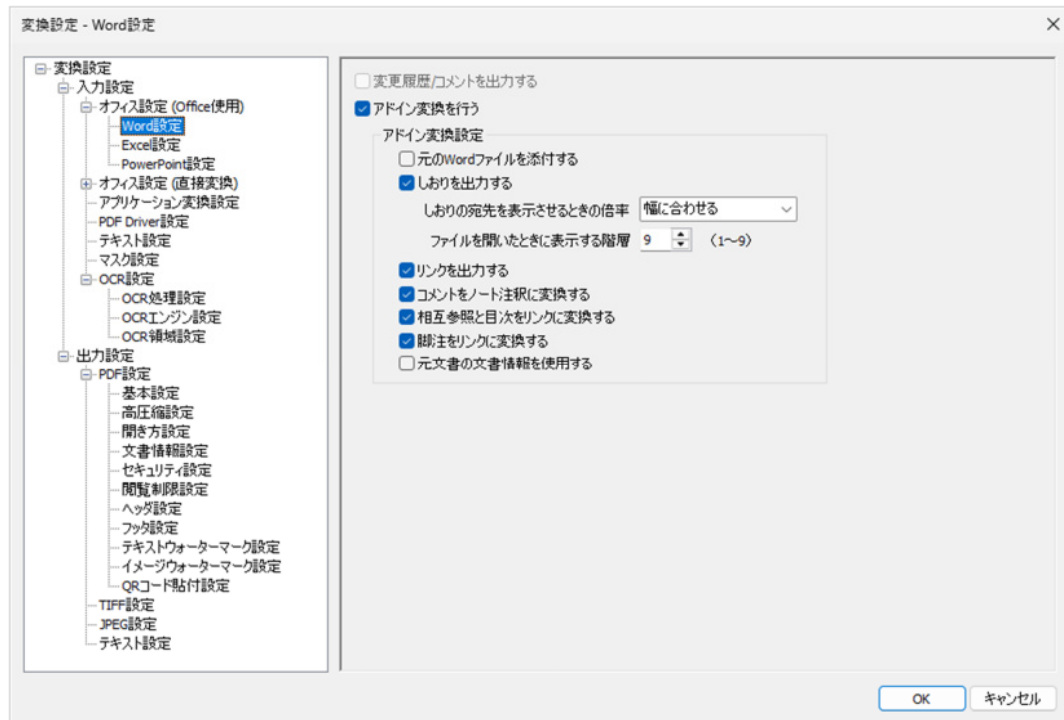 変換設定 - Word設定
変換設定
入力設定
オフィス設定 (Office使用)
Word設定
Excel設定
PowerPoint設定
オフィス設定 (直接変換)
アプリケーション変換設定
PDF Driver設定
テキスト設定
マスク設定
OCR設定
OCR処理設定
OCRエンジン設定
OCR領域設定
出力設定
PDF設定
基本設定
高圧縮設定
開き方設定
文書情報設定
セキュリティ設定
閲覧制限設定
ヘッダ設定
フッタ設定
テキストウォーターマーク設定
イメージウォーターマーク設定
QRコード貼付設定
TIFF設定
JPEG設定
テキスト設定
変更履歴/コメントを出力する
アドイン変換を行う
アドイン変換設定
元のWordファイルを添付する
しおりを出力する
しおりの宛先を表示させるときの倍率 幅に合わせる
ファイルを開いたときに表示する階層 9 (1~9)
リンクを出力する
コメントをノート注釈に変換する
相互参照と目次をリンクに変換する
脚注をリンクに変換する
元文書の文書情報を使用する
OK キャンセル